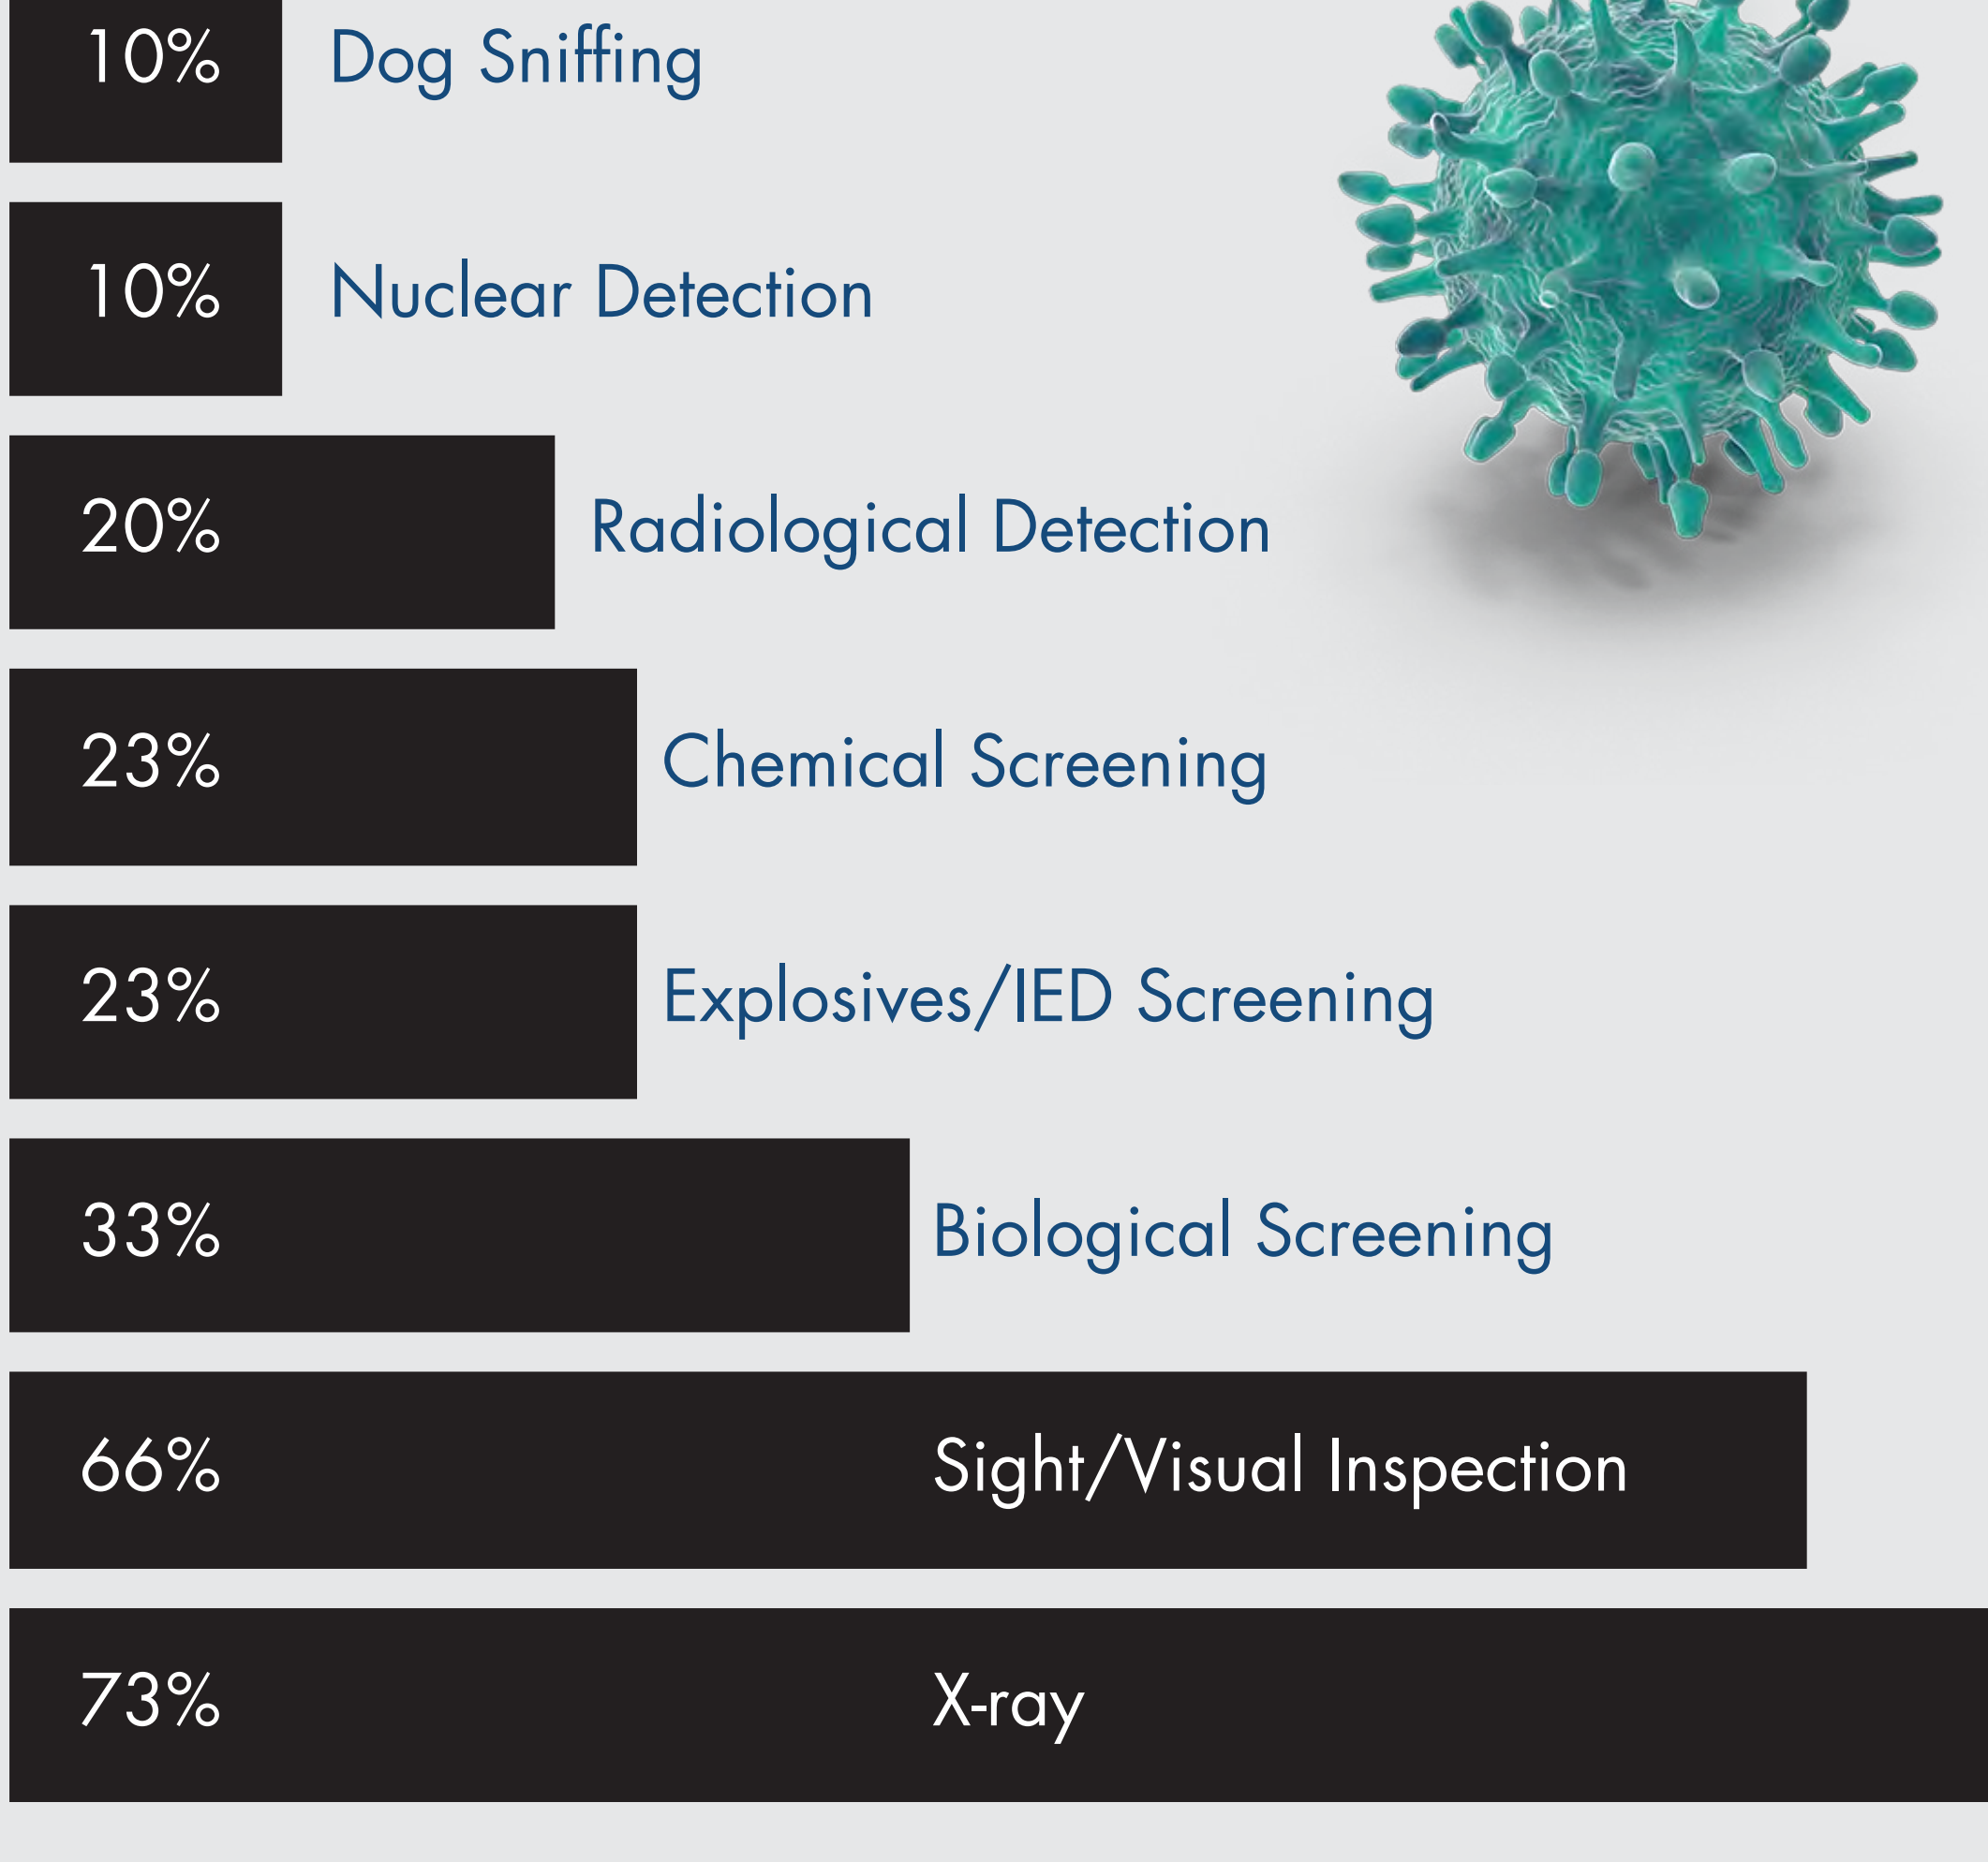 10% Dog Sniffing
10% Nuclear Detection
20% Radiological Detection
23% Chemical Screening
23% Explosives/IED Screening
33% Biological Screening
66% Sight/Visual Inspection
73% X-ray